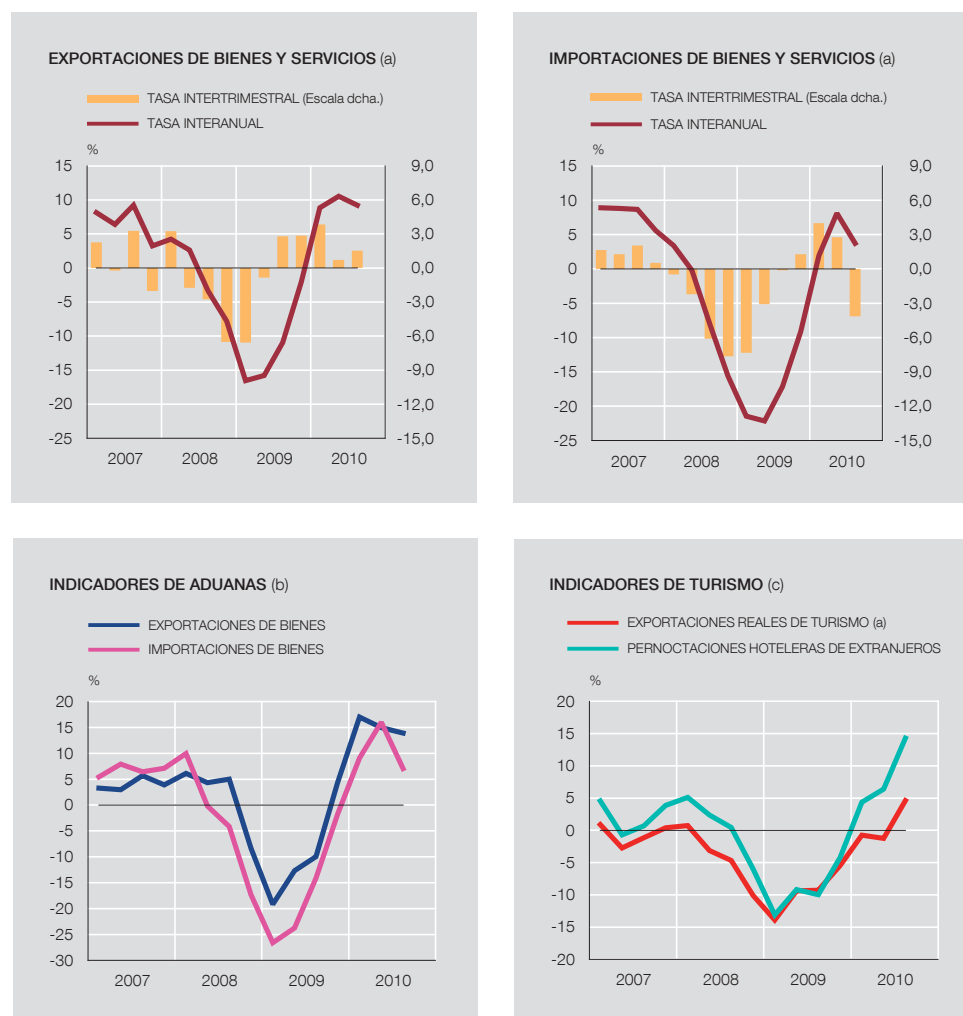 EXPORTACIONES DE BIENES Y SERVICIOS (a)
TASA INTERTRIMESTRAL (Escala dcha.)
TASA INTERANUAL
%
15 9,0
10 6,0
5 3,0
0 0,0
-5 -3,0
-10 -6,0
-15 -9,0
-20 -12,0
-25 -15,0
2007 2008 2009 2010
IMPORTACIONES DE BIENES Y SERVICIOS (a)
TASA INTERTRIMESTRAL (Escala dcha.)
TASA INTERANUAL
%
15 9,0
10 6,0
5 3,0
0 0,0
-5 -3,0
-10 -6,0
-15 -9,0
-20 -12,0
-25 -15,0
2007 2008 2009 2010
INDICADORES DE ADUANAS (b)
EXPORTACIONES DE BIENES
IMPORTACIONES DE BIENES
%
20
15
10
5
0
-5
-10
-15
-20
-25
-30
2007 2008 2009 2010
INDICADORES DE TURISMO (c)
EXPORTACIONES REALES DE TURISMO (a)
PERNOCTACIONES HOTELERAS DE EXTRANJEROS
%
20
15
10
5
0
-5
-10
-15
-20
2007 2008 2009 2010